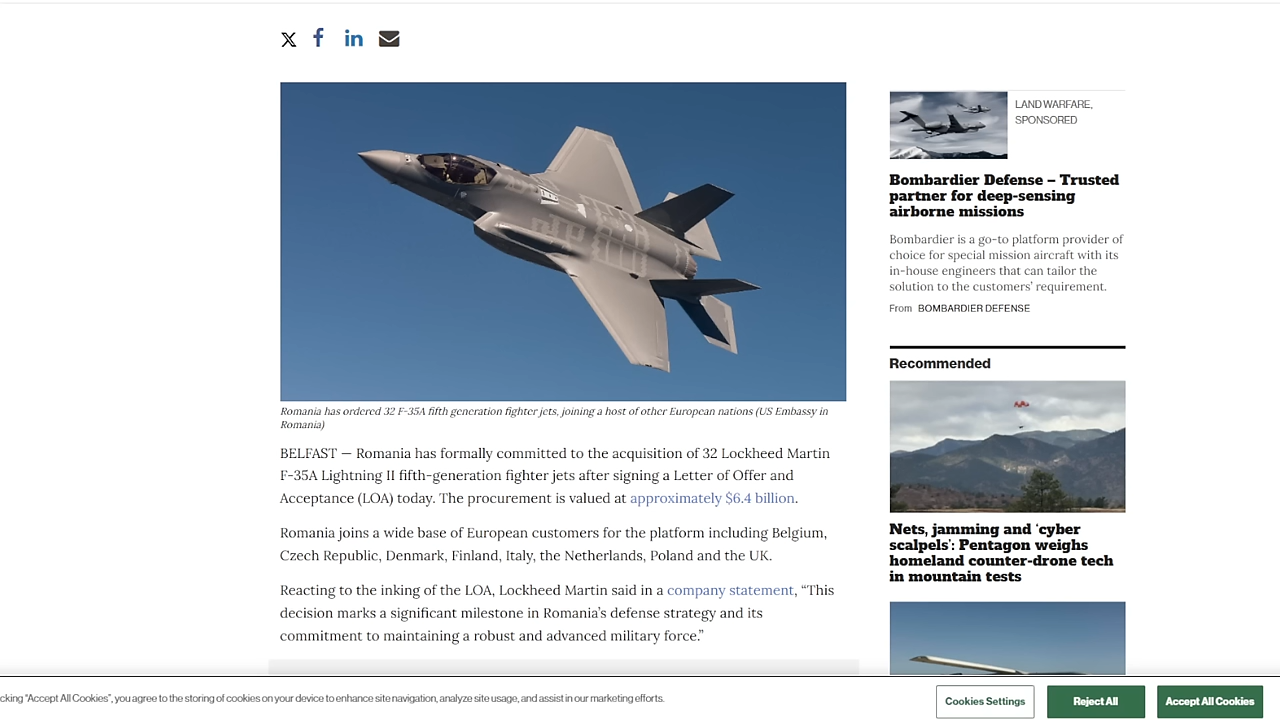 Romania has ordered 32 F-35A fifth generation fighter jets, joining a host of other European nations (US Embassy in
Romania)
BELFAST — Romania has formally committed to the acquisition of 32 Lockheed Martin
F-35A Lightning II fifth-generation fighter jets after signing a Letter of Offer and
Acceptance (LOA) today. The procurement is valued at approximately $6.4 billion.
Romania joins a wide base of European customers for the platform including Belgium,
Czech Republic, Denmark, Finland, Italy, the Netherlands, Poland and the UK.
Reacting to the inking of the LOA, Lockheed Martin said in a company statement, “This
decision marks a significant milestone in Romania’s defense strategy and its
commitment to maintaining a robust and advanced military force.”
LAND WARFARE,
SPONSORED
Bombardier Defense – Trusted
partner for deep-sensing
airborne missions
Bombardier is a go-to platform provider of
choice for special mission aircraft with its
in-house engineers that can tailor the
solution to the customers’ requirement.
From BOMBARDIER DEFENSE
Recommended
Nets, jamming and ‘cyber
scalpels’: Pentagon weighs
homeland counter-drone tech
in mountain tests
cking “Accept All Cookies”, you agree to the storing of cookies on your device to enhance site navigation, analyze site usage, and assist in our marketing efforts.
Cookies Settings
Reject All
Accept All Cookies